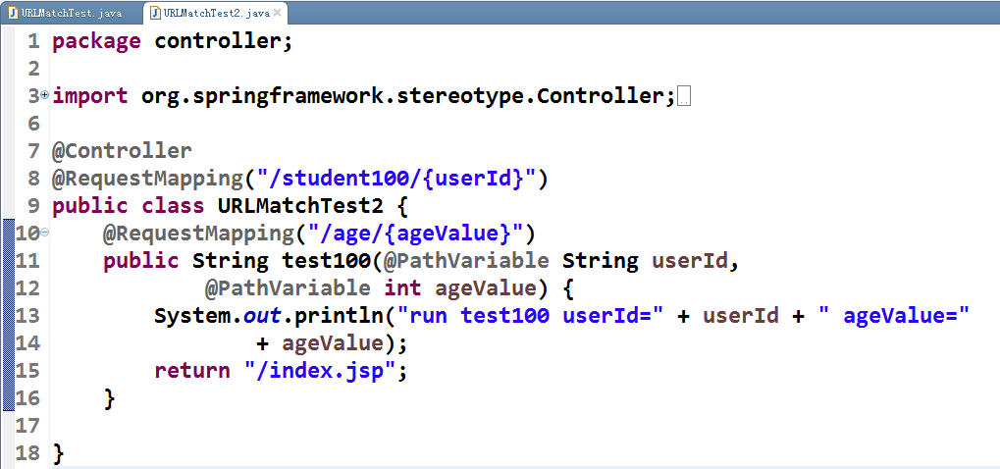 URLMatchTest.java URLMatchTest2.java
1 package controller;
2
3 import org.springframework.stereotype.Controller;
6
7 @Controller
8 @RequestMapping("/student100/{userId}")
9 public class URLMatchTest2 {
10     @RequestMapping("/age/{ageValue}")
11     public String test100(@PathVariable String userId,
12             @PathVariable int ageValue) {
13         System.out.println("run test100 userId=" + userId + " ageValue="
14                 + ageValue);
15         return "/index.jsp";
16     }
17
18 }